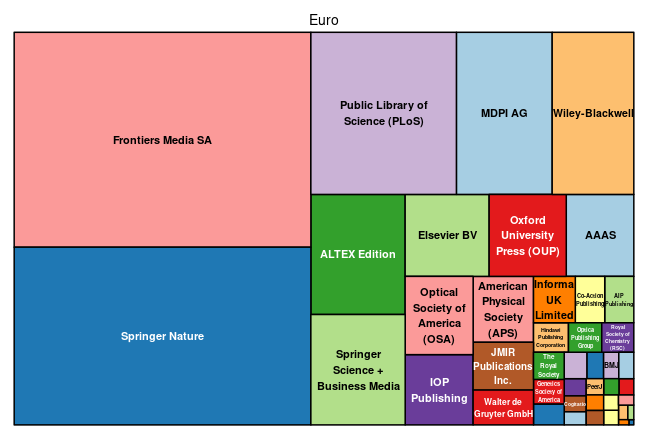 Euro
Frontiers Media SA
Springer Nature
Public Library of
Science (PLoS)
MDPI AG
Wiley-Blackwell
ALTEX Edition
Springer
Science +
Business Media
Elsevier BV
Oxford
University
Press (OUP)
AAAS
Optical
Society of
America
(OSA)
IOP
Publishing
American
Physical
Society
(APS)
JMIR
Publications
Inc.
Walter de
Gruyter GmbH
Informa
UK
Limited
Co-Action
Publishing
AIP
Publishing
Hindawi
Publishing
Corporation
Optica
Publishing
Group
Royal
Society of
Chemistry
(RSC)
The
Royal
Society
BMJ
Genetics
Society of
America
PeerJ
Cogitatio